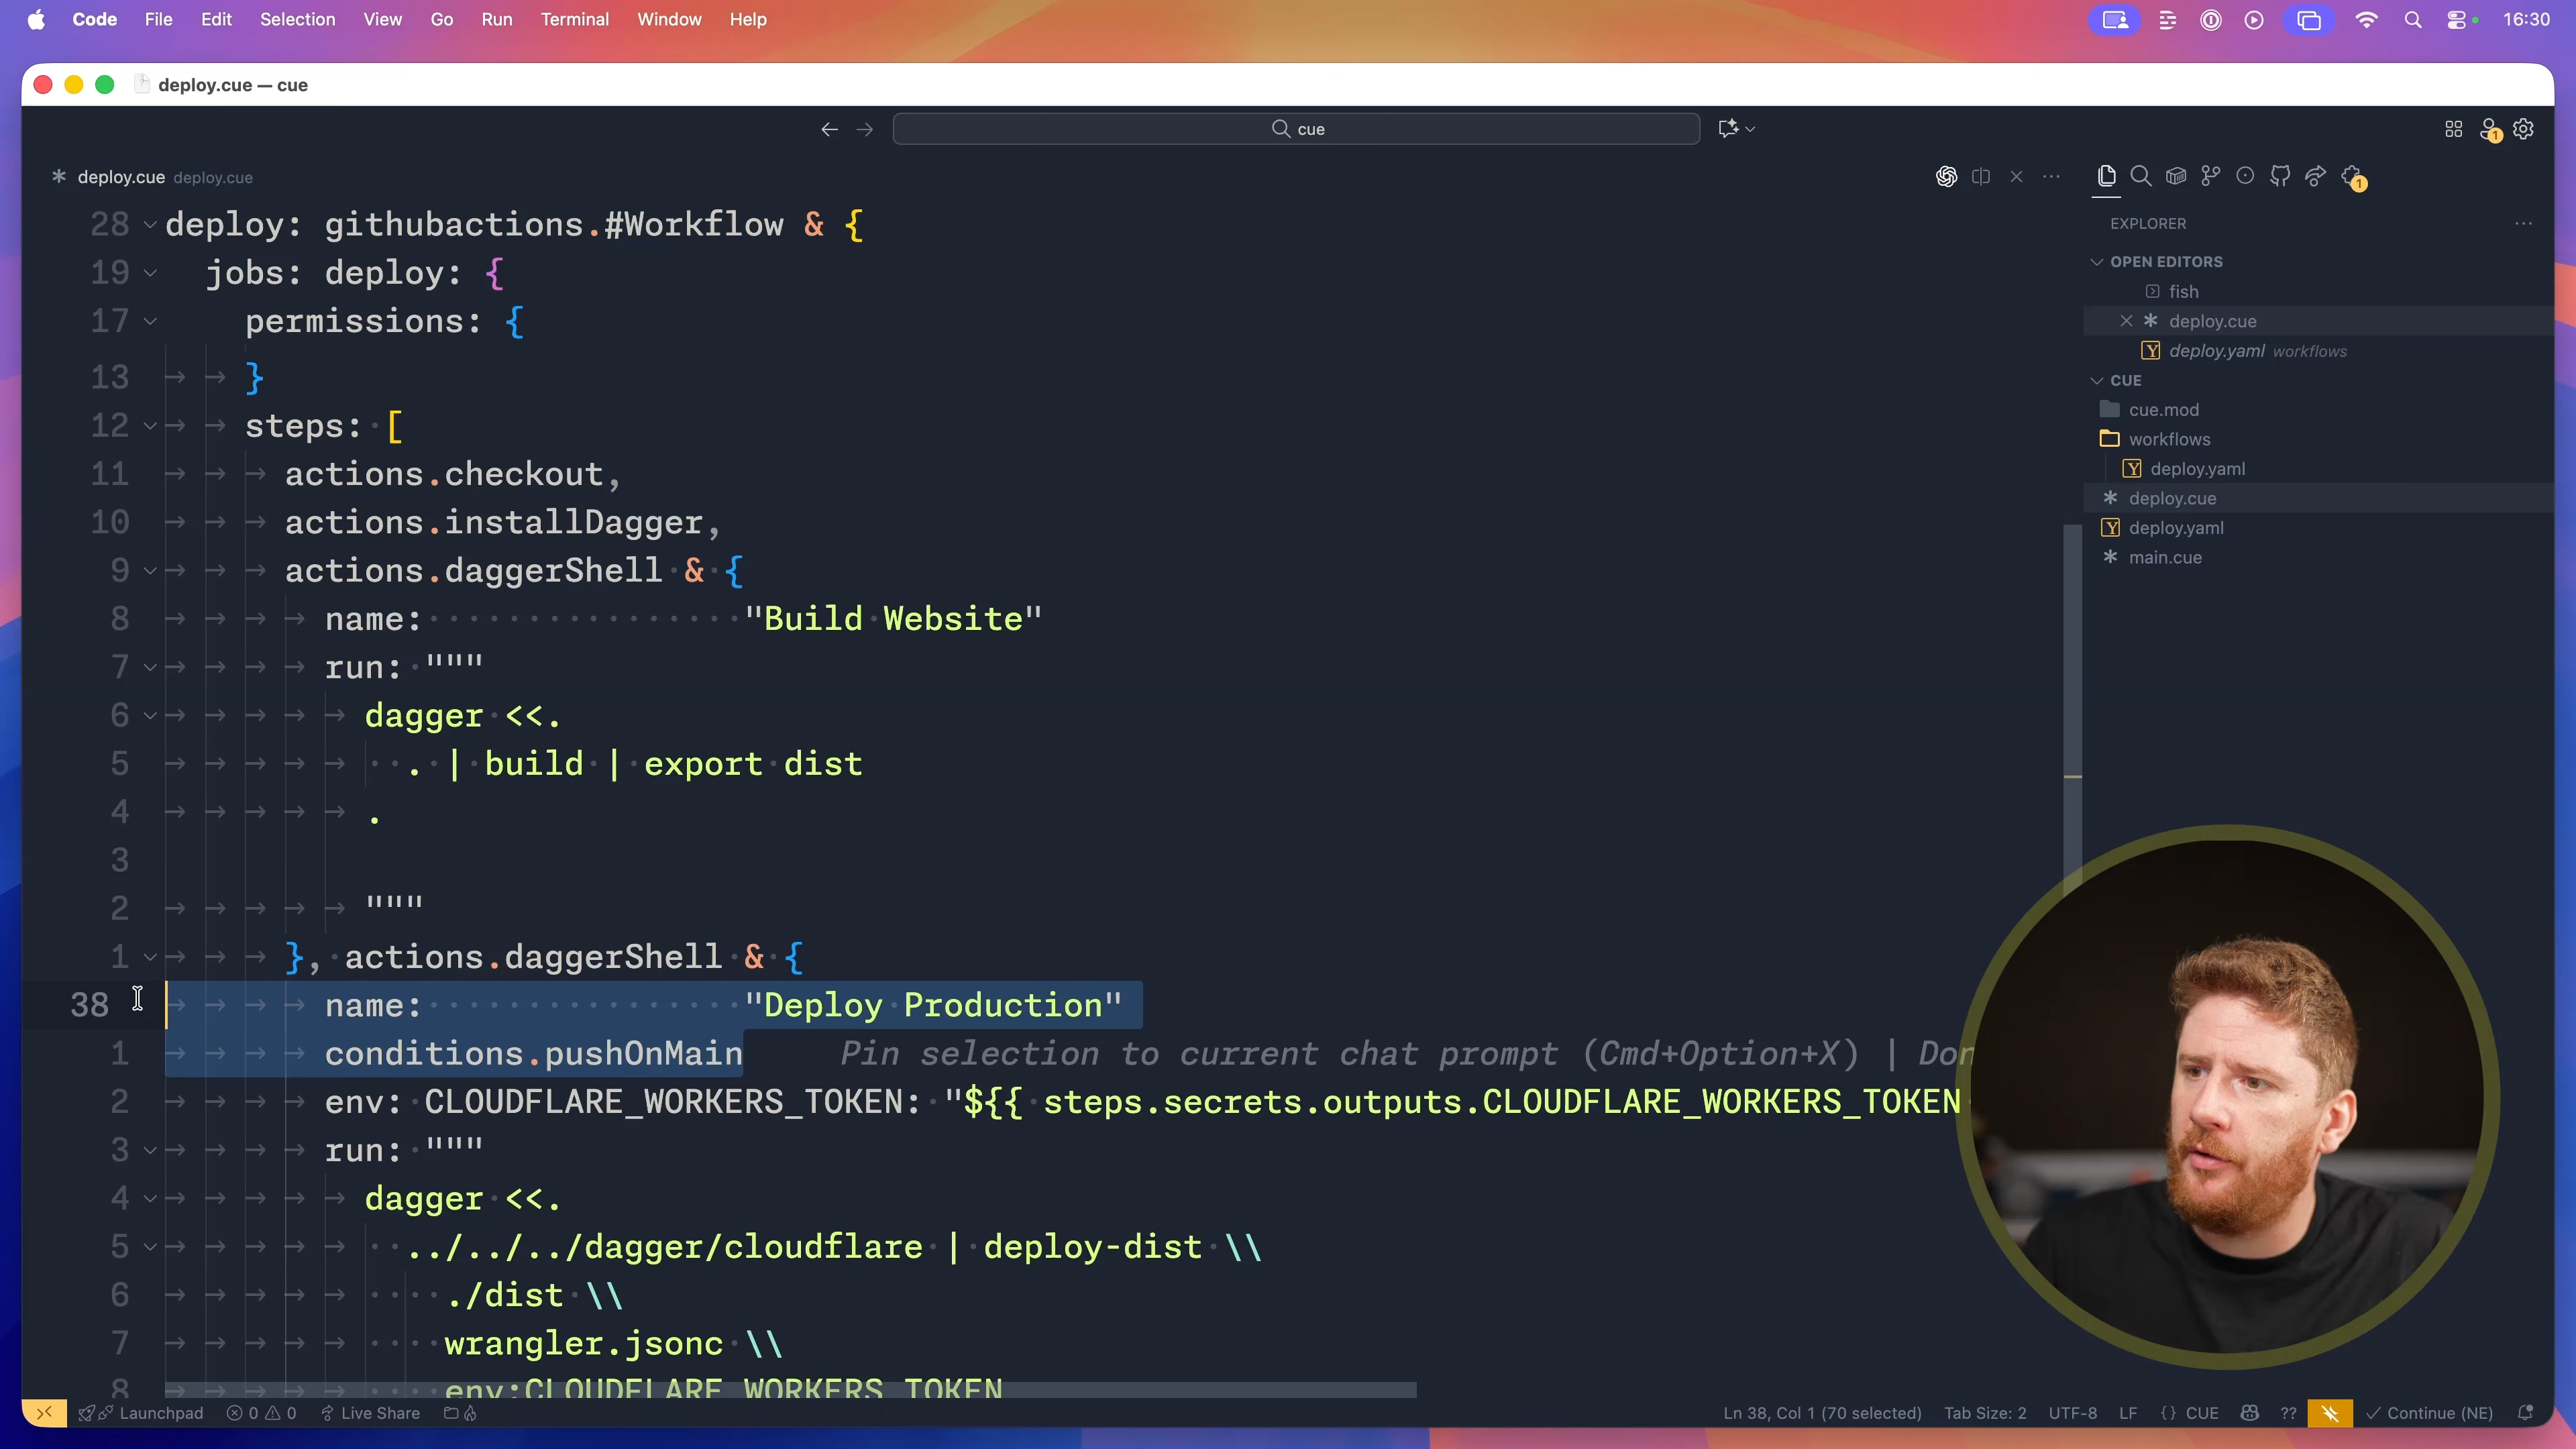 Code File Edit Selection View Go Run Terminal Window Help 16:30
deploy.cue — cue
cue
1
deploy.cue deploy.cue
1
EXPLORER
OPEN EDITORS
fish
deploy.cue
deploy.yaml workflows
CUE
cue.mod
workflows
deploy.yaml
deploy.cue
deploy.yaml
main.cue
28 deploy: githubactions.#Workflow & {
19 jobs: deploy: {
17 permissions: {
13 }
12 steps: [
11 actions.checkout,
10 actions.installDagger,
9 actions.daggerShell & {
8 name: "Build Website"
7 run: """
6 dagger <<.
5 . | build | export dist
4 .
3
2 """
1 }, actions.daggerShell & {
38 name: "Deploy Production"
1 conditions.pushOnMain Pin selection to current chat prompt (Cmd+Option+X) | Don
2 env: CLOUDFLARE_WORKERS_TOKEN: "${{ steps.secrets.outputs.CLOUDFLARE_WORKERS_TOKEN
3 run: """
4 dagger <<.
5 ../../../dagger/cloudflare | deploy-dist \\
6 ./dist \\
7 wrangler.jsonc \\
8 env:CLOUDFLARE_WORKERS_TOKEN
Launchpad 0 0 Live Share Ln 38, Col 1 (70 selected) Tab Size: 2 UTF-8 LF {} CUE ?? Continue (NE)